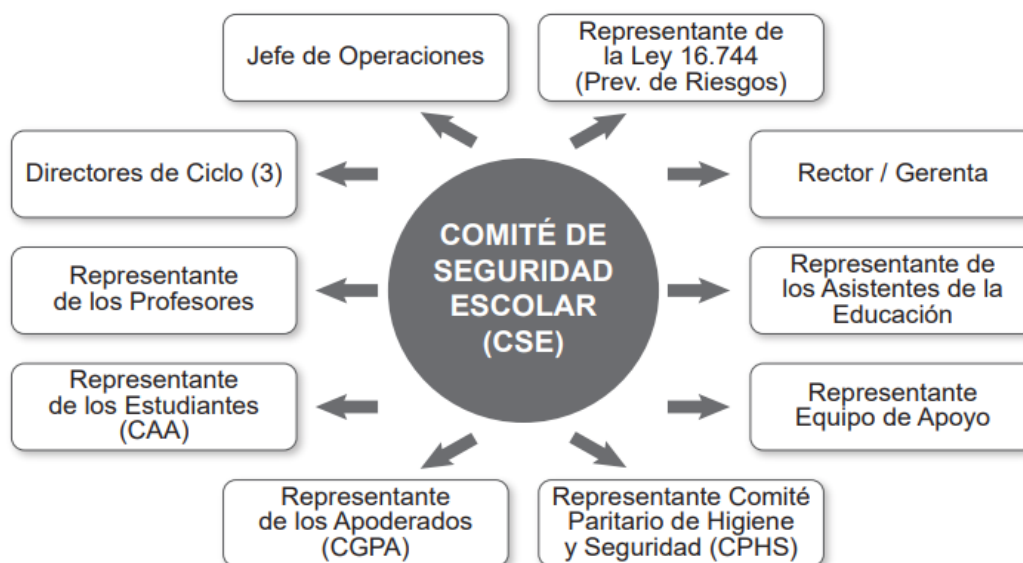 Jefe de Operaciones
Representante de
la Ley 16.744
(Prev. de Riesgos)
Directores de Ciclo (3)
Rector / Gerenta
COMITÉ DE
SEGURIDAD
ESCOLAR
(CSE)
Representante
de los Profesores
Representante de
los Asistentes de la
Educación
Representante
de los Estudiantes
(CAA)
Representante
Equipo de Apoyo
Representante
de los Apoderados
(CGPA)
Representante Comité
Paritario de Higiene
y Seguridad (CPHS)